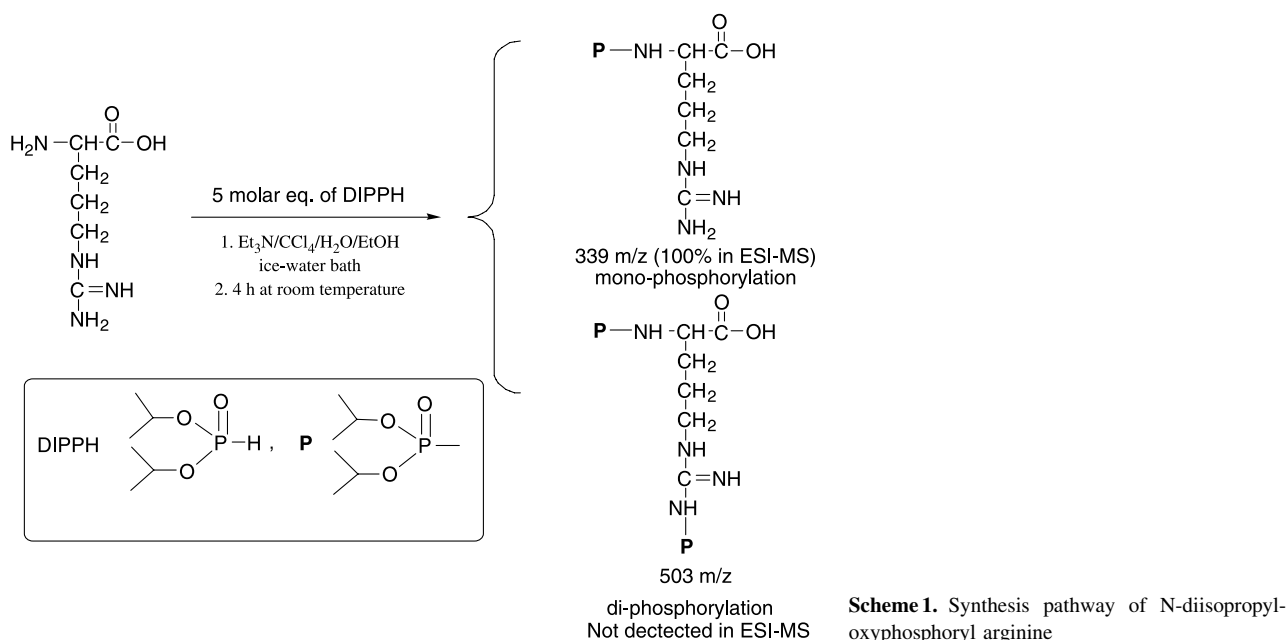 H₂N–CH–C–OH
O
CH₂
CH₂
CH₂
NH
C=NH
NH₂
5 molar eq. of DIPPH
1. Et₃N/CCl₄/H₂O/EtOH
ice-water bath
2. 4 h at room temperature
P–NH–CH–C–OH
O
CH₂
CH₂
CH₂
NH
C=NH
NH₂
339 m/z (100% in ESI-MS)
mono-phosphorylation
P–NH–CH–C–OH
O
CH₂
CH₂
CH₂
NH
C=NH
NH
P
503 m/z
di-phosphorylation
Not dectected in ESI-MS
DIPPH
O
O
P–H ,
O
P
O
O
P
O
Scheme 1. Synthesis pathway of N-diisopropyl-
oxyphosphoryl arginine